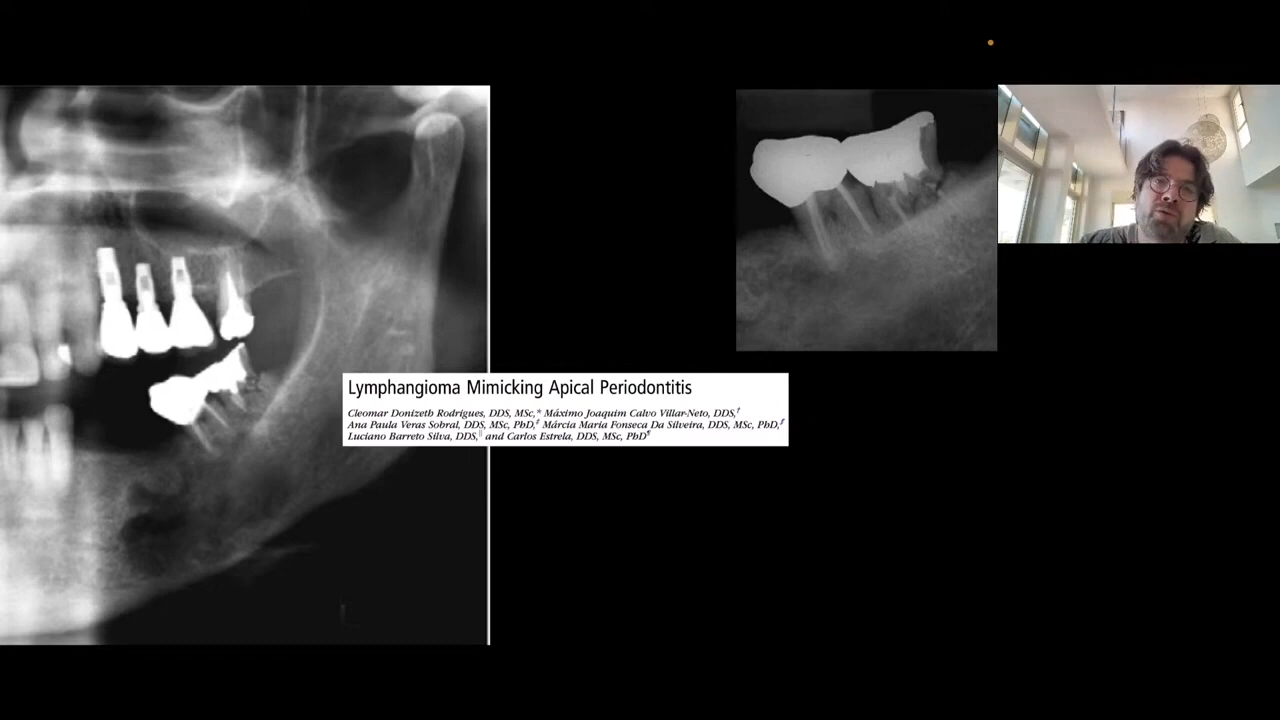 Lymphangioma Mimicking Apical Periodontitis
Cleomar Donizeth Rodrigues, DDS, MSc,* Máximo Joaquim Calvo Villar-Neto, DDS,†
Ana Paula Veras Sobral, DDS, MSc, PhD,‡ Márcia Maria Fonseca Da Silveira, DDS, MSc, PhD,§
Luciano Barreto Silva, DDS,|| and Carlos Estrela, DDS, MSc, PhD¶
L